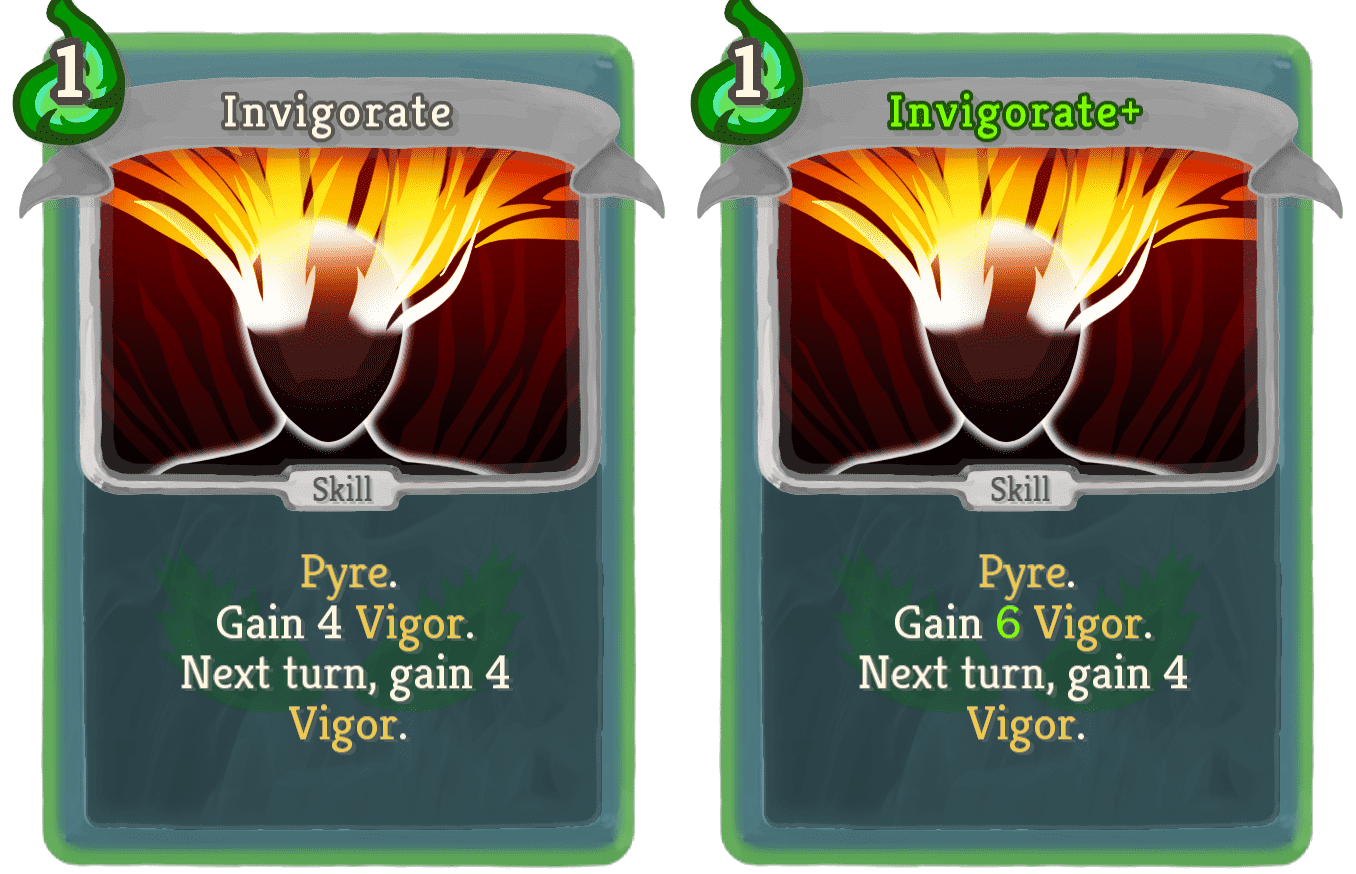 1
Invigorate
Skill
Pyre.
Gain 4 Vigor.
Next turn, gain 4
Vigor.
1
Invigorate+
Skill
Pyre.
Gain 6 Vigor.
Next turn, gain 4
Vigor.